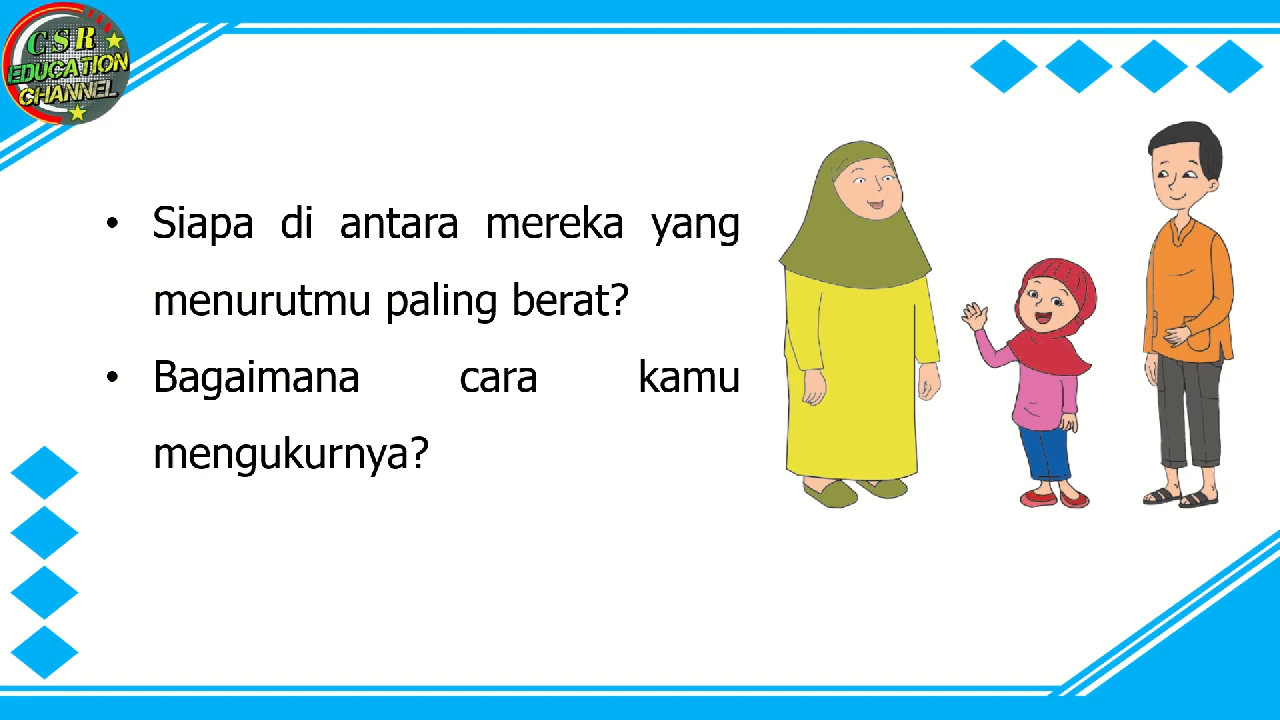 CSR
EDUCATION
CHANNEL
• Siapa di antara mereka yang
menurutmu paling berat?
• Bagaimana cara kamu
mengukurnya?